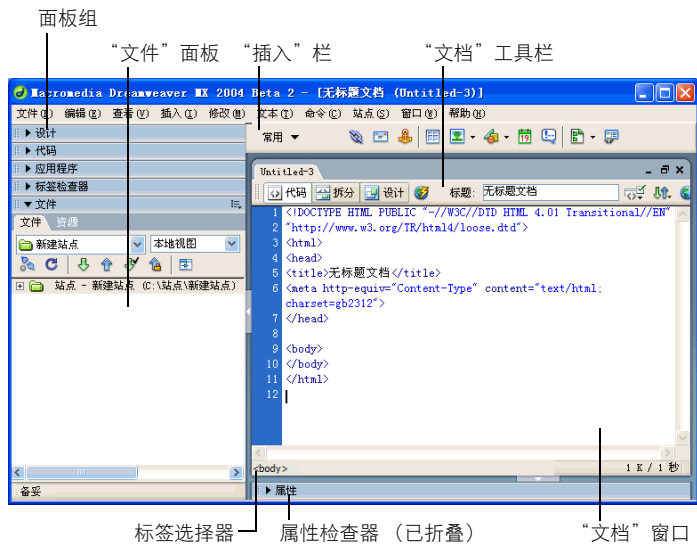 面板组
“文件”面板 “插入”栏 “文档”工具栏
Macromedia Dreamweaver MX 2004 Beta 2 - [无标题文档 (Untitled-3)]
文件(F) 编辑(E) 查看(V) 插入(I) 修改(M) 文本(T) 命令(C) 站点(S) 窗口(W) 帮助(H)
设计
常用
代码
应用程序
标签检查器
文件
Untitled-3
代码 拆分 设计 标题: 无标题文档
文件 资源
新建站点 本地视图
站点 - 新建站点 (C:\站点\新建站点)
1 <!DOCTYPE HTML PUBLIC "-//W3C//DTD HTML 4.01 Transitional//EN"
2 "http://www.w3.org/TR/html4/loose.dtd">
3 <html>
4 <head>
5 <title>无标题文档</title>
6 <meta http-equiv="Content-Type" content="text/html;
charset=gb2312">
7 </head>
8
9 <body>
10 </body>
11 </html>
12
<body> 1 K / 1 秒
备妥
属性
标签选择器 属性检查器 (已折叠) “文档”窗口